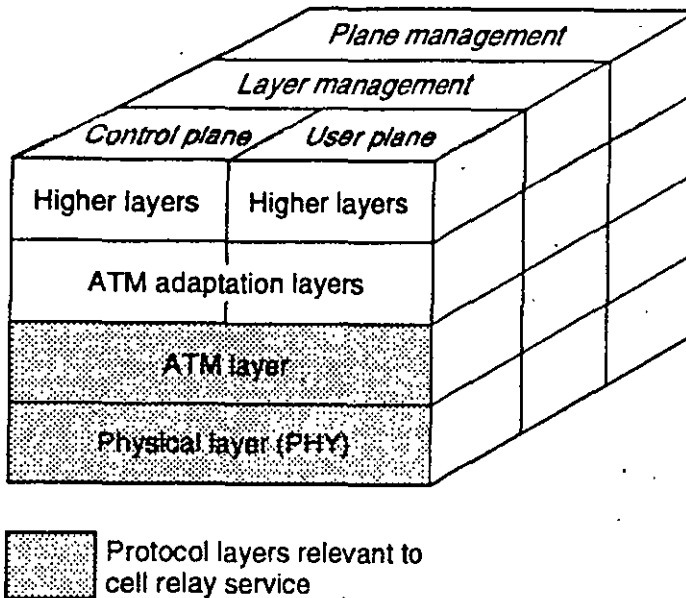 Plane management
Layer management
Control plane User plane
Higher layers Higher layers
ATM adaptation layers
ATM layer
Physical layer (PHY)
Protocol layers relevant to
cell relay service